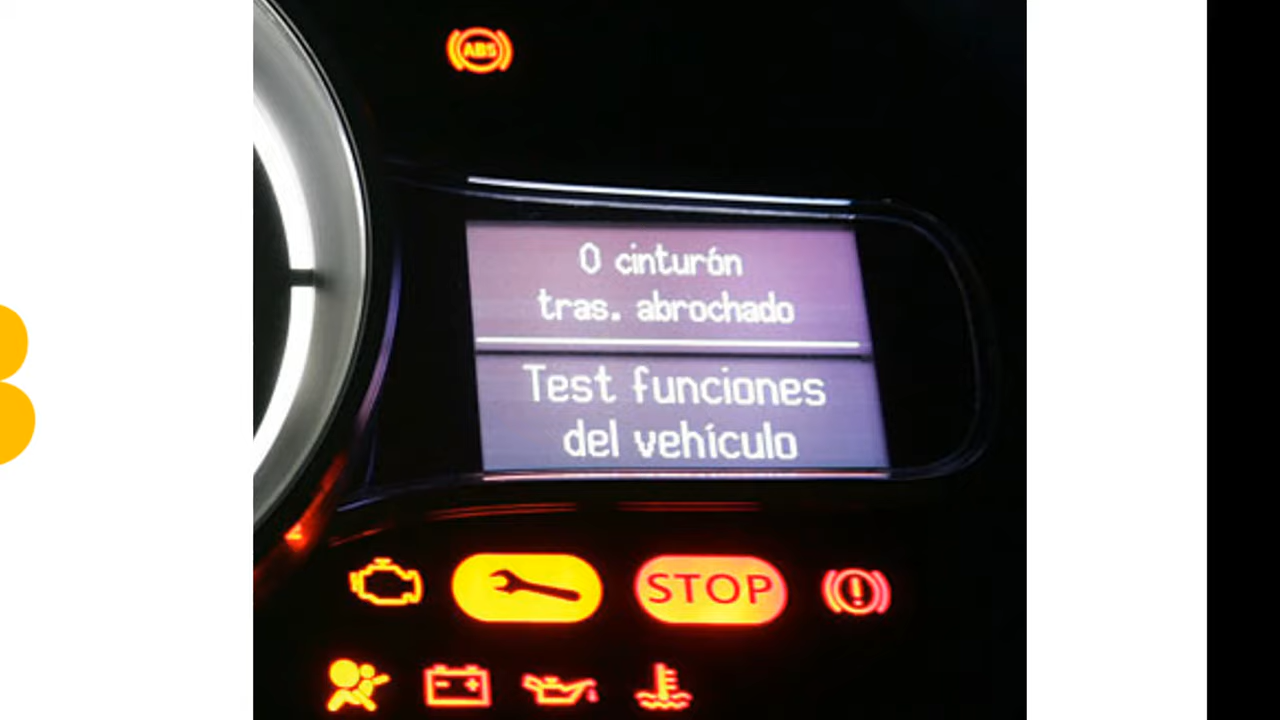 ABS
0 cinturón
tras. abrochado
Test funciones
del vehículo
STOP